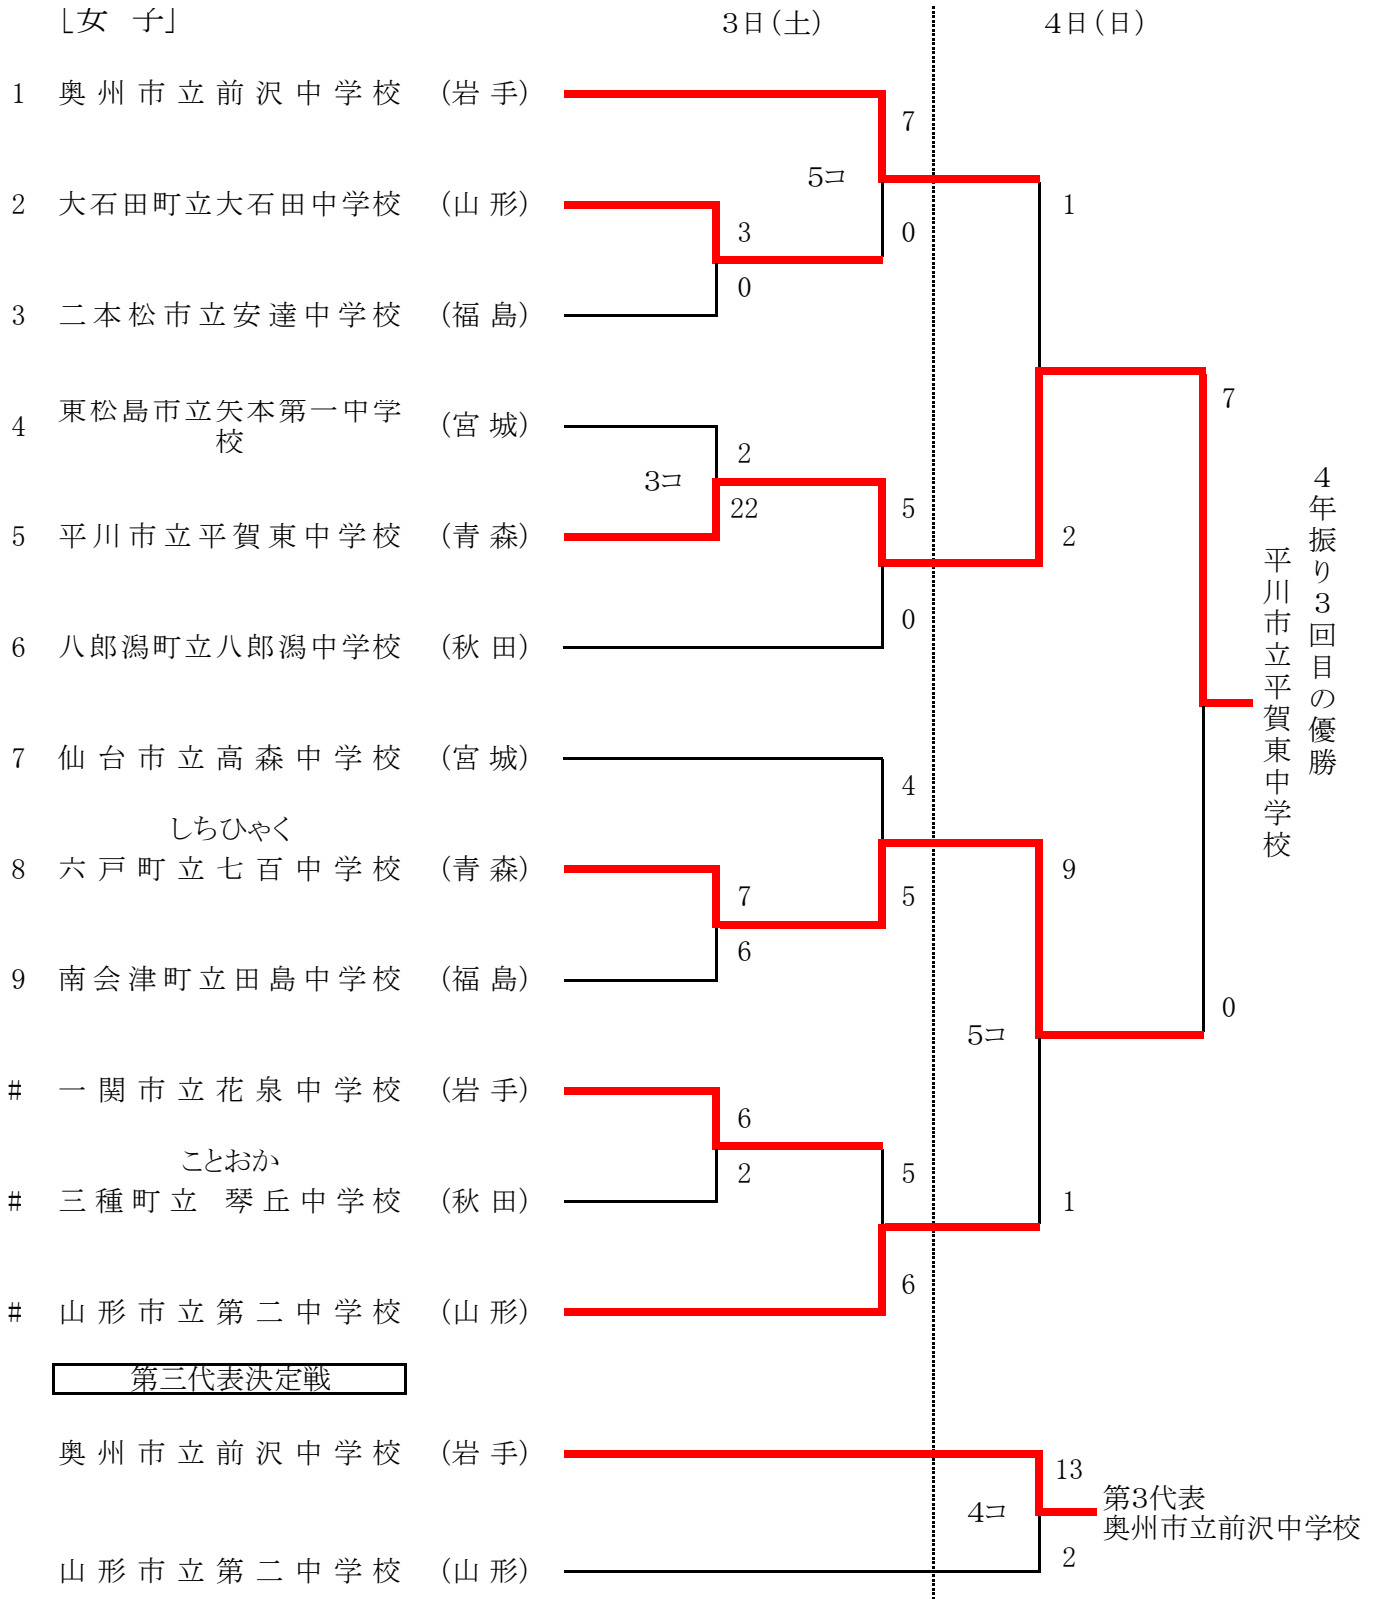 「女 子」 3日(土) 4日(日)
1 奥州市立前沢中学校 (岩手)
7
5コ
2 大石田町立大石田中学校 (山形)
1
3
0
0
3 二本松市立安達中学校 (福島)
7
4 東松島市立矢本第一中学
校
(宮城)
2
3コ
22
5
5 平川市立平賀東中学校 (青森)
2
0
6 八郎潟町立八郎潟中学校 (秋田)
4年振り3回目の優勝
平川市立平賀東中学校
7 仙台市立高森中学校 (宮城)
4
しちひゃく
8 六戸町立七百中学校 (青森)
9
7
5
6
9 南会津町立田島中学校 (福島)
0
5コ
# 一関市立花泉中学校 (岩手)
6
ことおか
2
5
# 三種町立 琴丘中学校 (秋田)
1
6
# 山形市立第二中学校 (山形)
第三代表決定戦
奥州市立前沢中学校 (岩手)
13
4コ
第3代表
奥州市立前沢中学校
2
山形市立第二中学校 (山形)